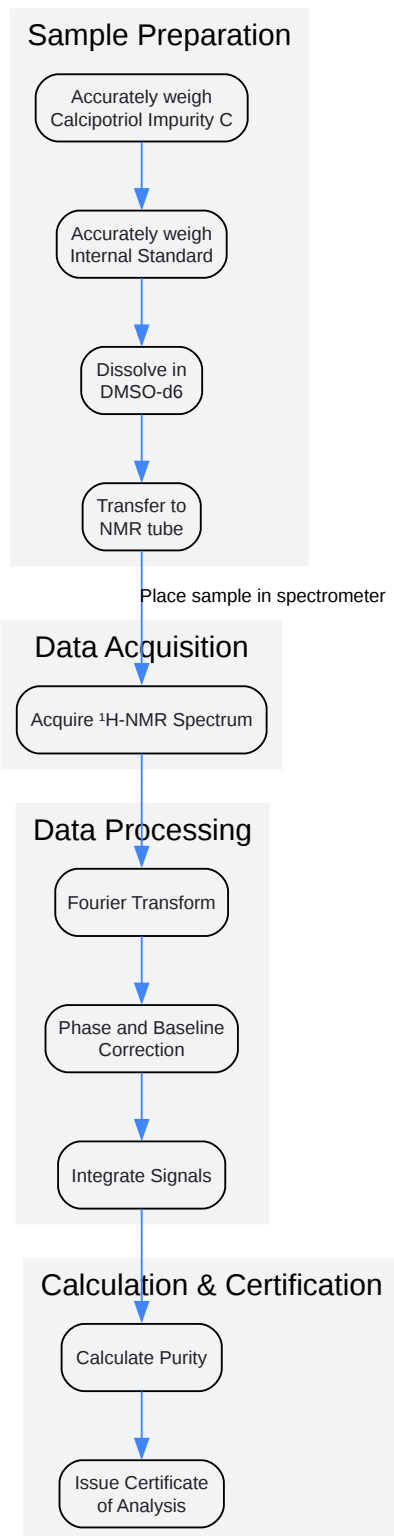 Sample Preparation
Accurately weigh
Calcipotriol Impurity C
Accurately weigh
Internal Standard
Dissolve in
DMSO-d6
Transfer to
NMR tube
Place sample in spectrometer
Data Acquisition
Acquire ¹H-NMR Spectrum
Data Processing
Fourier Transform
Phase and Baseline
Correction
Integrate Signals
Calculation & Certification
Calculate Purity
Issue Certificate
of Analysis